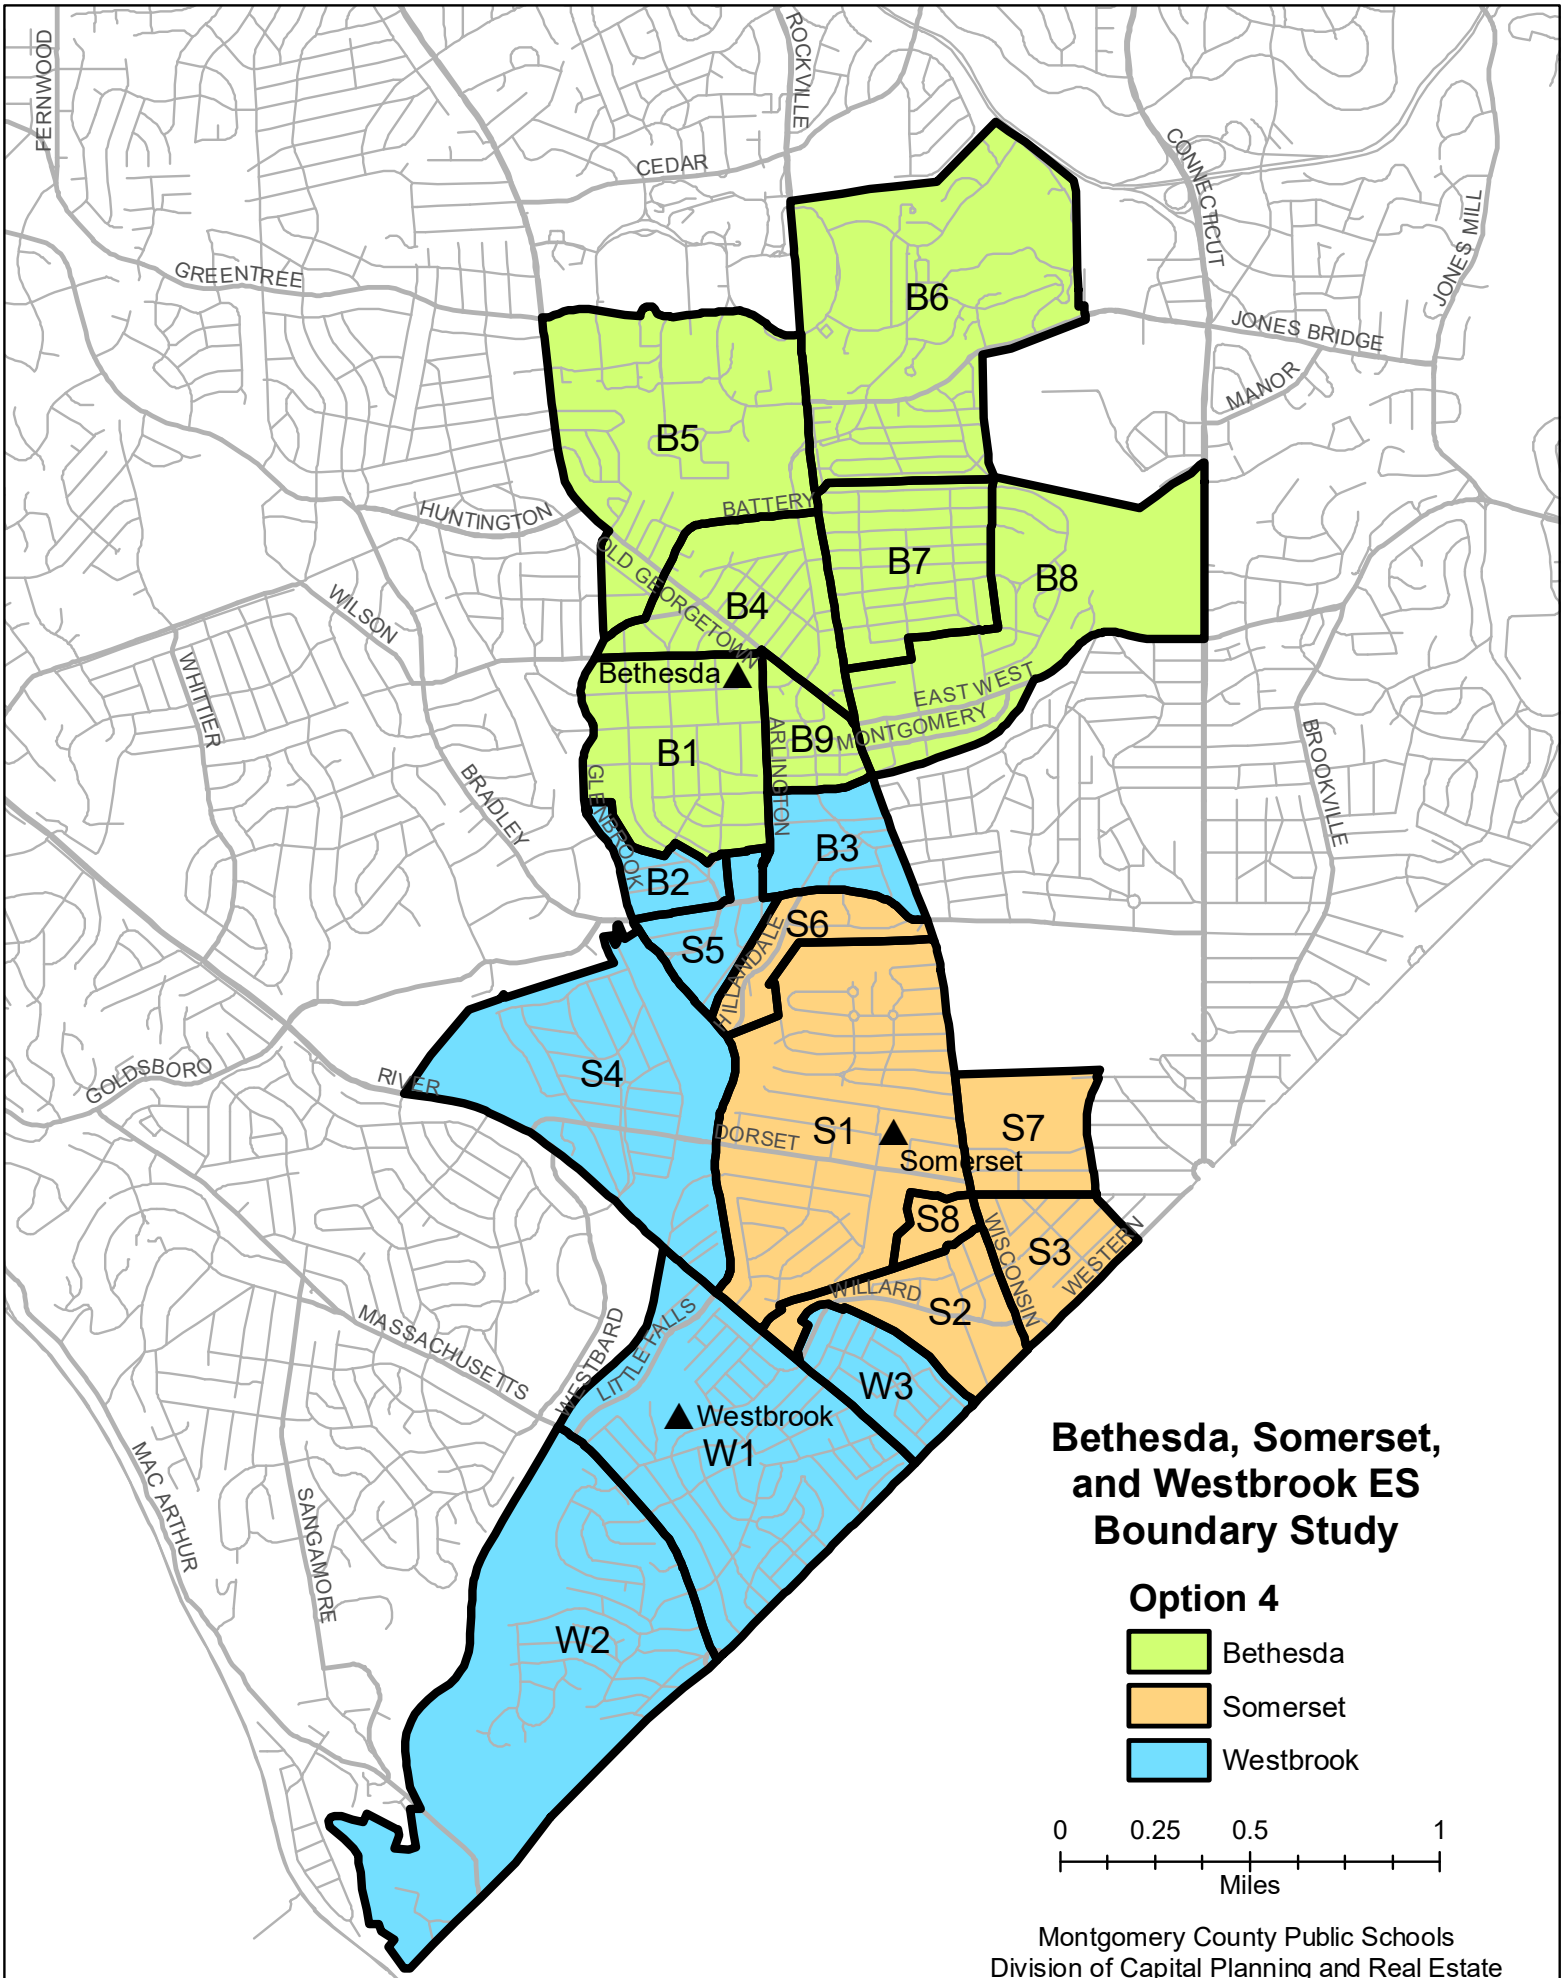 FERNWOOD
ROCKVILLE
CEDAR
CONNECTICUT
JONES MILL
GREENTREE
B6
JONES BRIDGE
MANOR
B5
BATTERY
HUNTINGTON
OLD GEORGETOWN
B7
B8
B4
WILSON
WHITTIER
Bethesda
EAST WEST
MONTGOMERY
ARLINGTON
B9
B1
BROOKVILLE
BRADLEY
GLENBROOK
B3
B2
S6
S5
HILLANDALE
S4
GOLDSBORO
RIVER
DORSET
S1
S7
Somerset
S8
WISCONSIN
S3
WESTERN
WILLARD
S2
MASSACHUSETTS
WESTBARD
LITTLE FALLS
W3
Westbrook
W1
MAC ARTHUR
SANGAMORE
W2
Bethesda, Somerset,
and Westbrook ES
Boundary Study
Option 4
Bethesda
Somerset
Westbrook
0 0.25 0.5 1
Miles
Montgomery County Public Schools
Division of Capital Planning and Real Estate